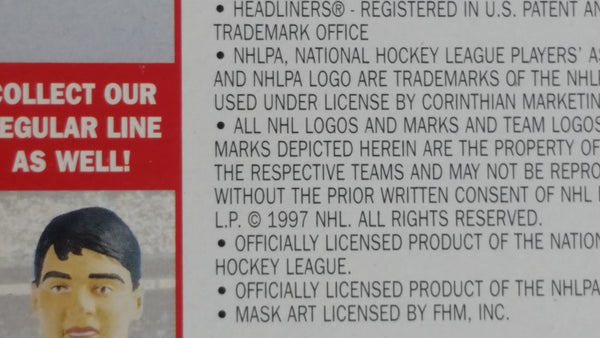 COLLECT OUR
REGULAR LINE
AS WELL!
• HEADLINERS® - REGISTERED IN U.S. PATENT AN
TRADEMARK OFFICE
• NHLPA, NATIONAL HOCKEY LEAGUE PLAYERS' A
AND NHLPA LOGO ARE TRADEMARKS OF THE NHL
USED UNDER LICENSE BY CORINTHIAN MARKETIN
• ALL NHL LOGOS AND MARKS AND TEAM LOGOS
MARKS DEPICTED HEREIN ARE THE PROPERTY OF
THE RESPECTIVE TEAMS AND MAY NOT BE REPRO
WITHOUT THE PRIOR WRITTEN CONSENT OF NHL
L.P. © 1997 NHL. ALL RIGHTS RESERVED.
• OFFICIALLY LICENSED PRODUCT OF THE NATION
HOCKEY LEAGUE.
• OFFICIALLY LICENSED PRODUCT OF THE NHLPA
• MASK ART LICENSED BY FHM, INC.